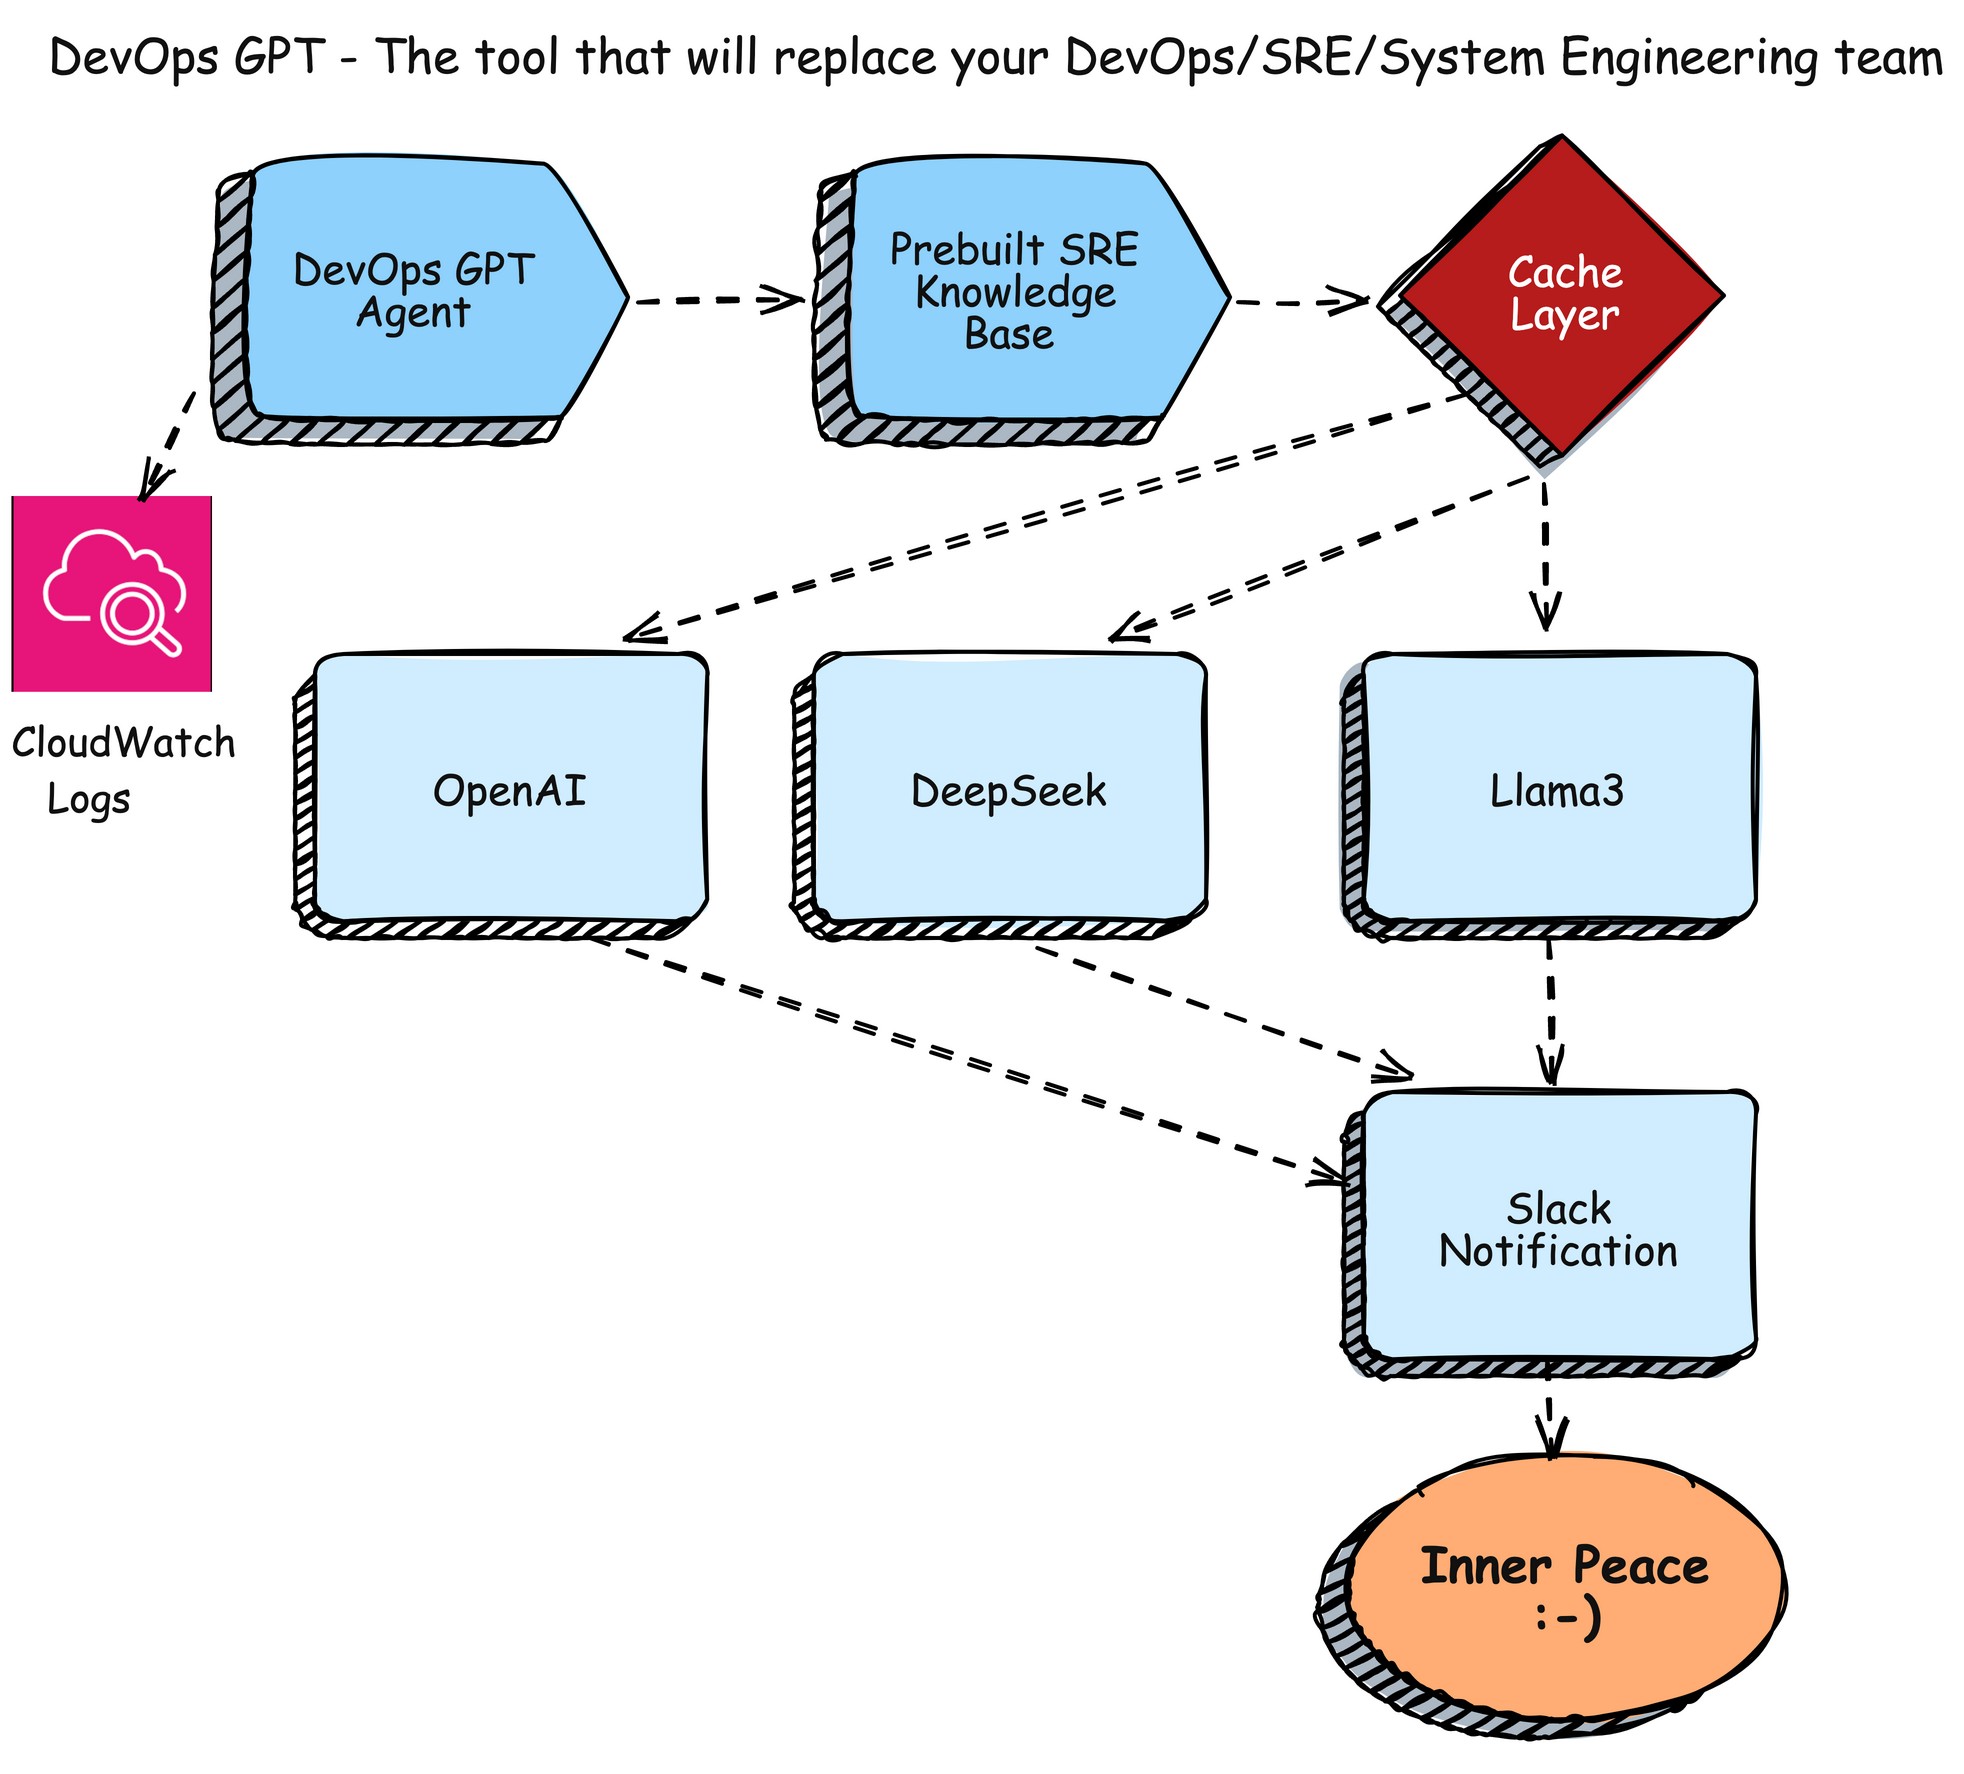 DevOps GPT - The tool that will replace your DevOps/SRE/System Engineering team
DevOps GPT
Agent
Prebuilt SRE
Knowledge
Base
Cache
Layer
CloudWatch
Logs
OpenAI
DeepSeek
Llama3
Slack
Notification
Inner Peace
:-)